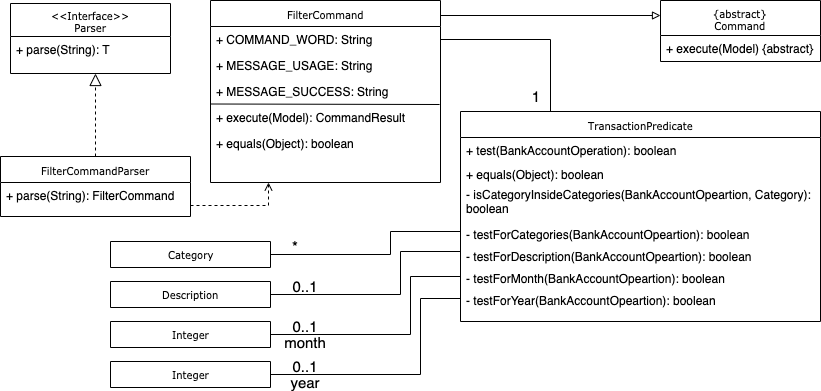 <<Interface>>
Parser
+ parse(String): T
FilterCommand
+ COMMAND_WORD: String
+ MESSAGE_USAGE: String
+ MESSAGE_SUCCESS: String
+ execute(Model): CommandResult
+ equals(Object): boolean
{abstract}
Command
+ execute(Model) {abstract}
1
FilterCommandParser
+ parse(String): FilterCommand
TransactionPredicate
+ test(BankAccountOperation): boolean
+ equals(Object): boolean
- isCategoryInsideCategories(BankAccountOpeartion, Category):
boolean
- testForCategories(BankAccountOpeartion): boolean
- testForDescription(BankAccountOpeartion): boolean
- testForMonth(BankAccountOpeartion): boolean
- testForYear(BankAccountOpeartion): boolean
Category
*
Description
0..1
Integer
0..1
month
Integer
0..1
year